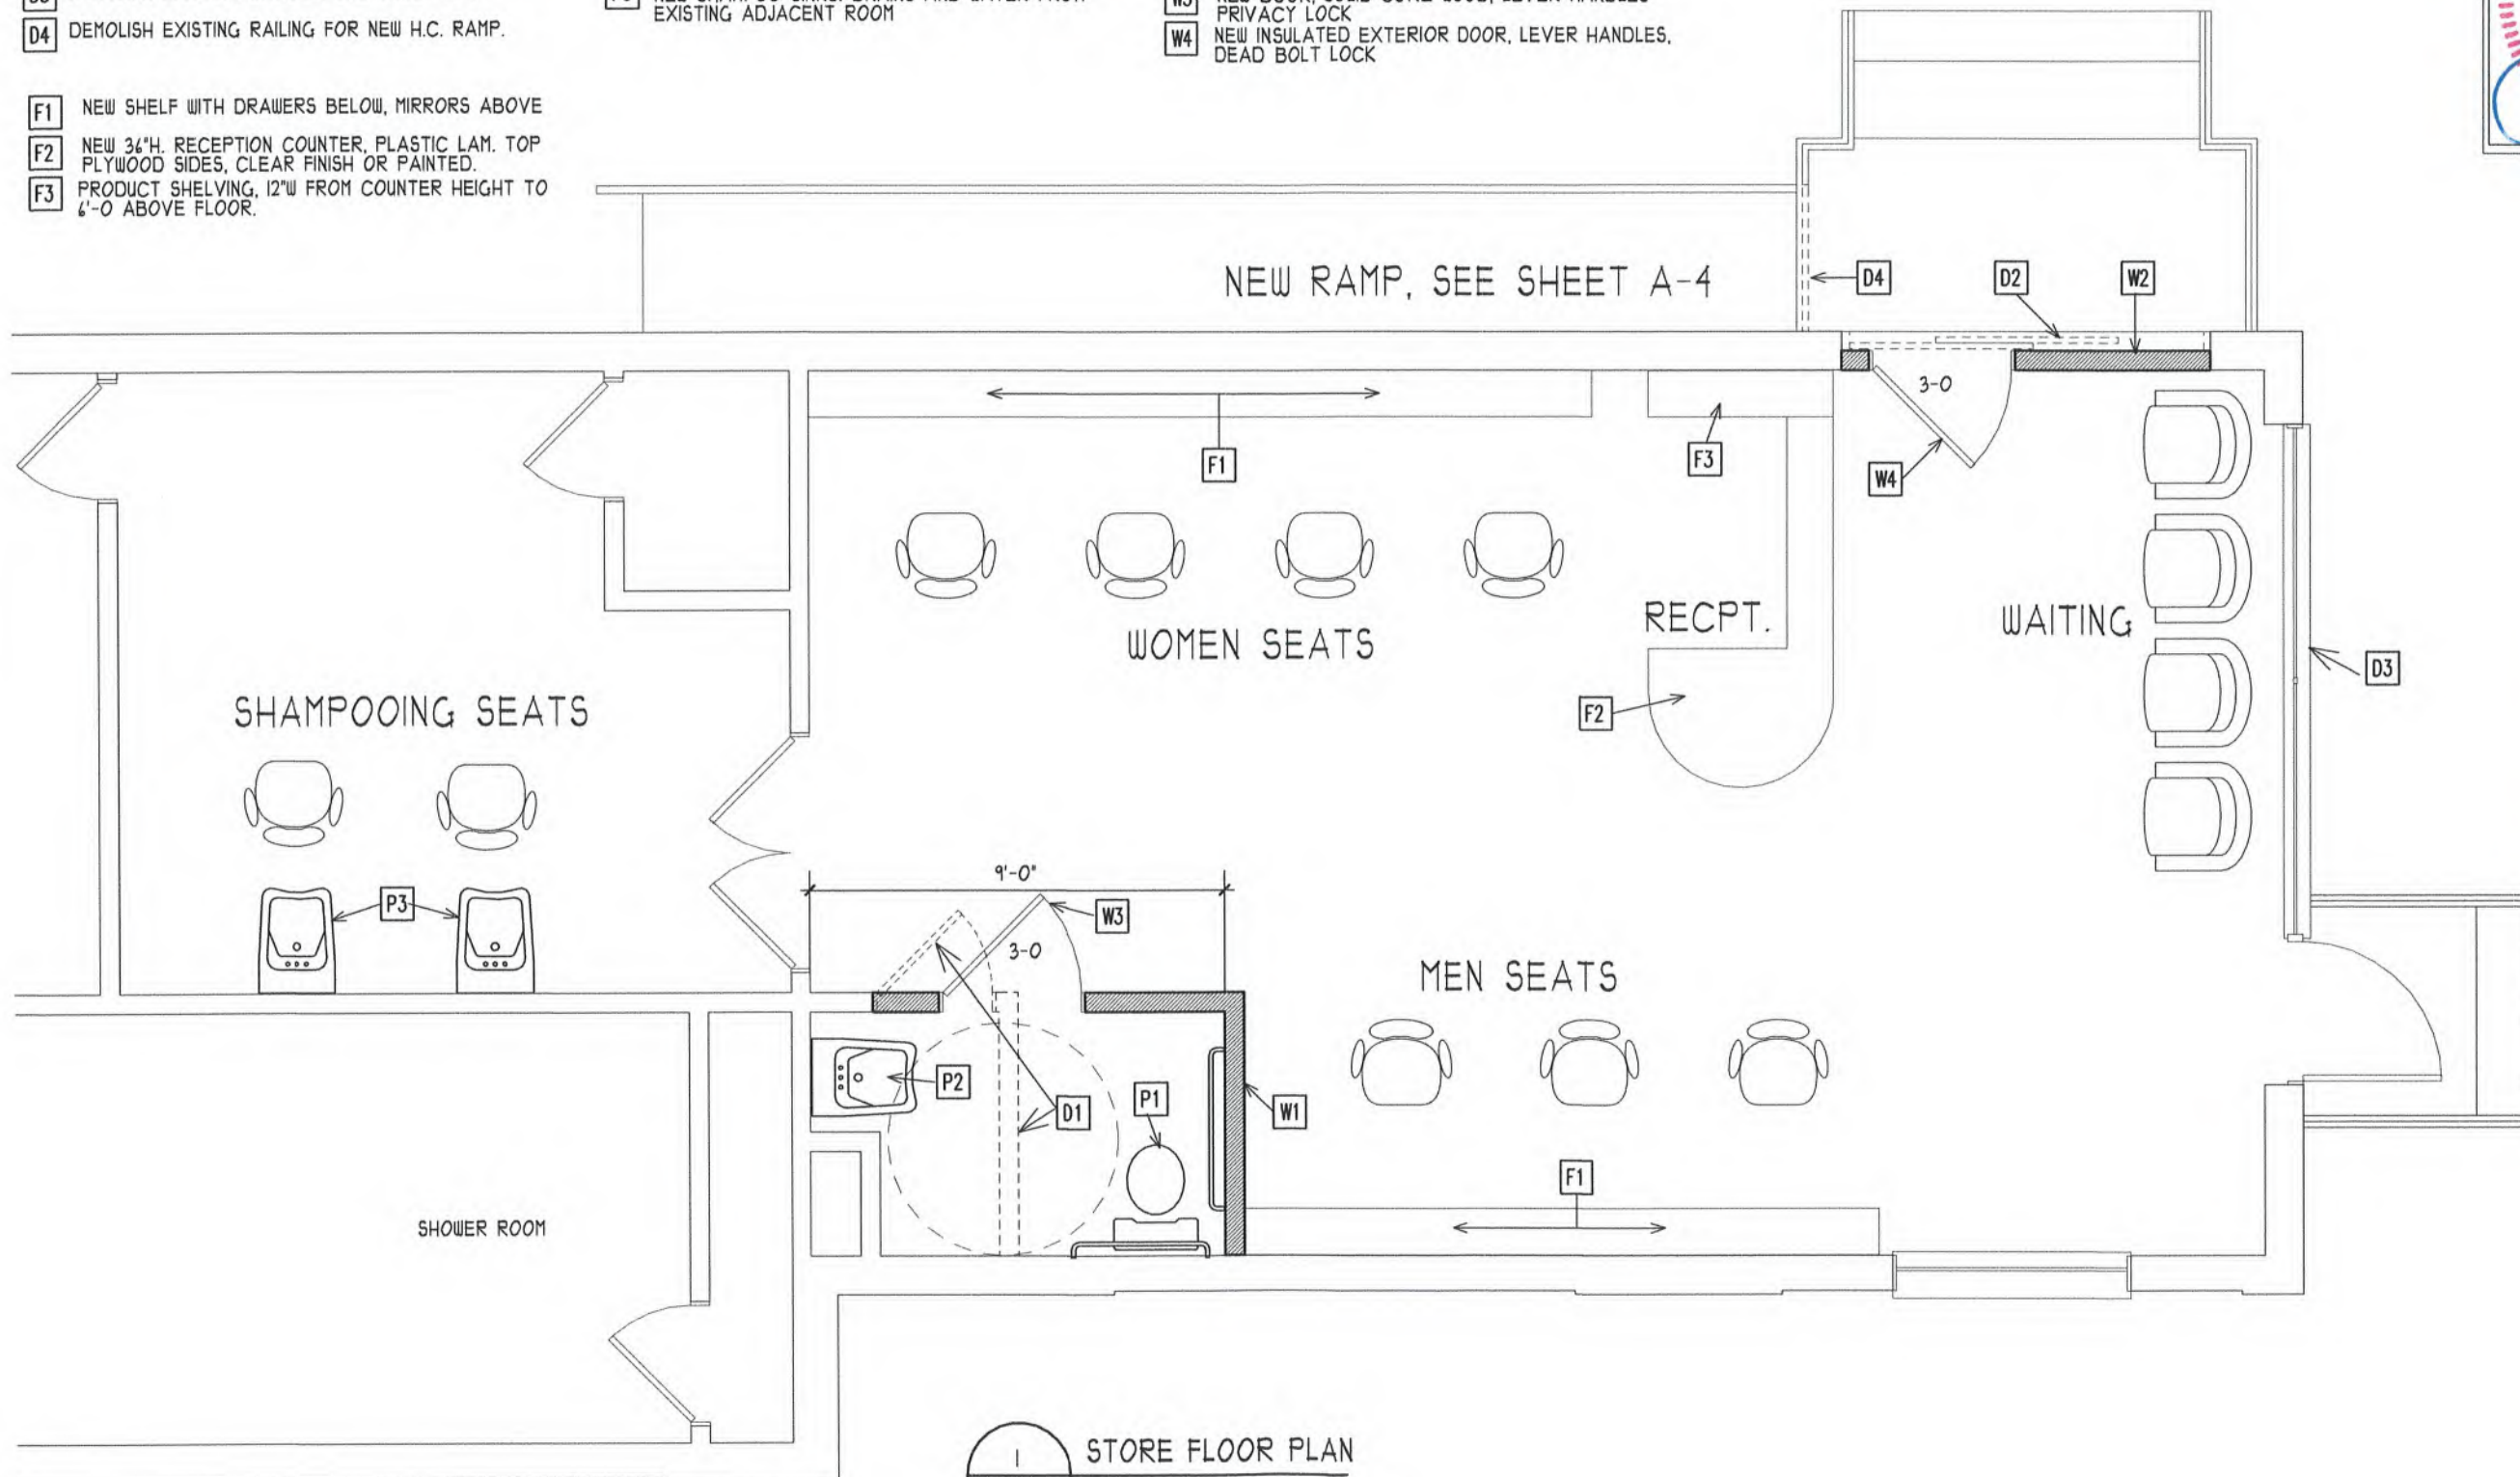 D4 DEMOLISH EXISTING RAILING FOR NEW H.C. RAMP.
F1 NEW SHELF WITH DRAWERS BELOW, MIRRORS ABOVE
F2 NEW 36"H. RECEPTION COUNTER, PLASTIC LAM. TOP
PLYWOOD SIDES, CLEAR FINISH OR PAINTED.
F3 PRODUCT SHELVING, 12"W FROM COUNTER HEIGHT TO
6'-0 ABOVE FLOOR.
EXISTING ADJACENT ROOM
PRIVACY LOCK
W4 NEW INSULATED EXTERIOR DOOR, LEVER HANDLES,
DEAD BOLT LOCK
NEW RAMP, SEE SHEET A-4
D4
D2
W2
3-0
W4
F1
F3
WOMEN SEATS
RECPT.
WAITING
D3
F2
SHAMPOOING SEATS
P3
9'-0"
W3
3-0
MEN SEATS
P2
D1
P1
W1
F1
SHOWER ROOM
1
STORE FLOOR PLAN